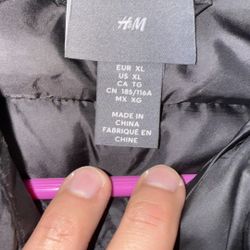 H&M
EUR XL
US XL
CA TG
CN 185/116A
MX XG
MADE IN
CHINA
FABRIQUÉ EN
CHINE